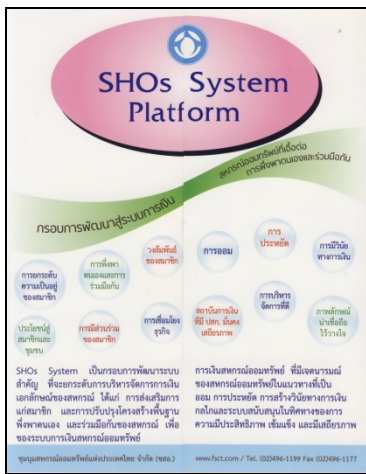 SHOs System
Platform
สหกรณ์ออมทรัพย์ที่เอื้อต่อ
การพึ่งพาตนเองและร่วมมือกัน
กรอบการพัฒนาสู่ระบบการเงิน
การยกระดับ
ความเป็นอยู่
ของสมาชิก
การพึ่งพา
ตนเองและการ
ร่วมมือกัน
วงสัมพันธ์
ของสมาชิก
ประโยชน์สู่
สมาชิกและ
ชุมชน
การมีส่วนร่วม
ของสมาชิก
การเชื่อมโยง
ธุรกิจ
การออม
การ
ประหยัด
การมีวินัย
ทางการเงิน
สถาบันการเงิน
ที่มี ปสก. มั่นคง
เสถียรภาพ
การบริหาร
จัดการที่ดี
ภาพลักษณ์
น่าเชื่อถือ
ไว้วางใจ
SHOs System เป็นกรอบการพัฒนาระบบ
สำคัญ ที่จะยกระดับการบริหารจัดการการเงิน
เอกลักษณ์ของสหกรณ์ ได้แก่ การส่งเสริมการ
แก่สมาชิก และการปรับปรุงโครงสร้างพื้นฐาน
พึ่งพาตนเอง และร่วมมือกันของสหกรณ์ เพื่อ
ของระบบการเงินสหกรณ์ออมทรัพย์
การเงินสหกรณ์ออมทรัพย์ ที่มีเจตนารมณ์
ของสหกรณ์ออมทรัพย์ในแนวทางที่เป็น
ออม การประหยัด การสร้างวินัยทางการเงิน
กลไกและระบบสนับสนุนในทิศทางของการ
ความมีประสิทธิภาพ เข้มแข็ง และมีเสถียรภาพ
ชุมนุมสหกรณ์ออมทรัพย์แห่งประเทศไทย จำกัด (ชสอ.)
www.fsct.com / Tel. (02)496-1199 Fax (02)496-1177